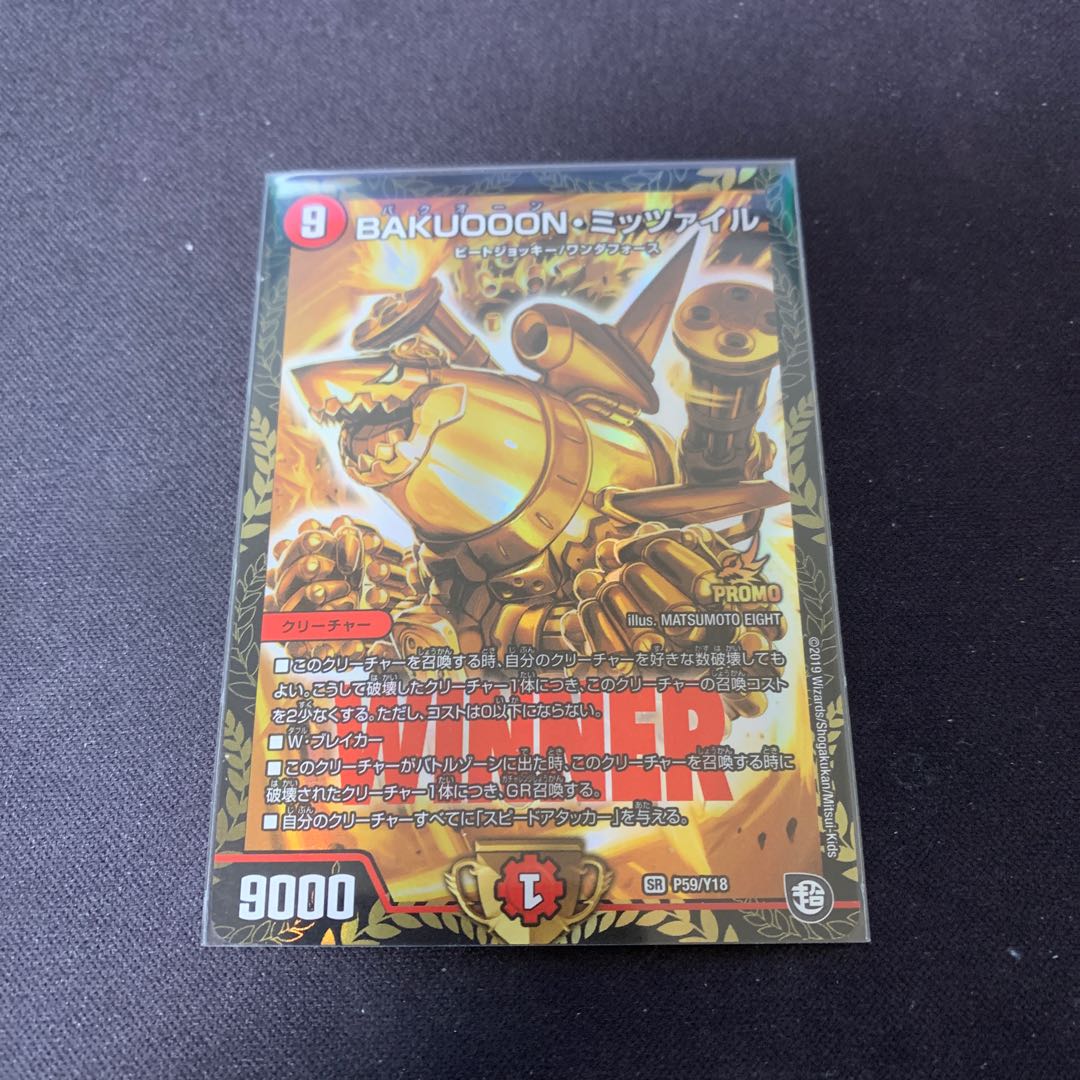 9
バクオーン
BAKUOOON・ミッツァイル
ビートジョッキー/ワンダフォース
PROMO
illus. MATSUMOTO EIGHT
クリーチャー
■このクリーチャーを召喚する時、自分のクリーチャーを好きな数破壊しても
よい。こうして破壊したクリーチャー1体につき、このクリーチャーの召喚コスト
を2少なくする。ただし、コストは0以下にならない。
■W・ブレイカー
■このクリーチャーがバトルゾーンに出た時、このクリーチャーを召喚する時に
破壊されたクリーチャー1体につき、GR召喚する。
■自分のクリーチャーすべてに「スピードアタッカー」を与える。
WINNER
©2019 Wizards/Shogakukan/Mitsui-Kids
9000
1
SR P59/Y18
超